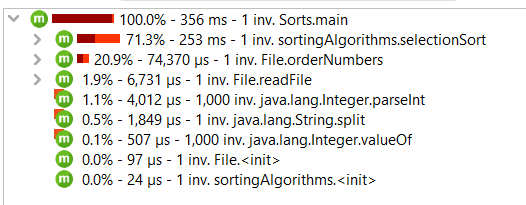 m 100.0% - 356 ms - 1 inv. Sorts.main
m 71.3% - 253 ms - 1 inv. sortingAlgorithms.selectionSort
m 20.9% - 74,370 µs - 1 inv. File.orderNumbers
m 1.9% - 6,731 µs - 1 inv. File.readFile
m 1.1% - 4,012 µs - 1,000 inv. java.lang.Integer.parseInt
m 0.5% - 1,849 µs - 1 inv. java.lang.String.split
m 0.1% - 507 µs - 1,000 inv. java.lang.Integer.valueOf
m 0.0% - 97 µs - 1 inv. File.<init>
m 0.0% - 24 µs - 1 inv. sortingAlgorithms.<init>